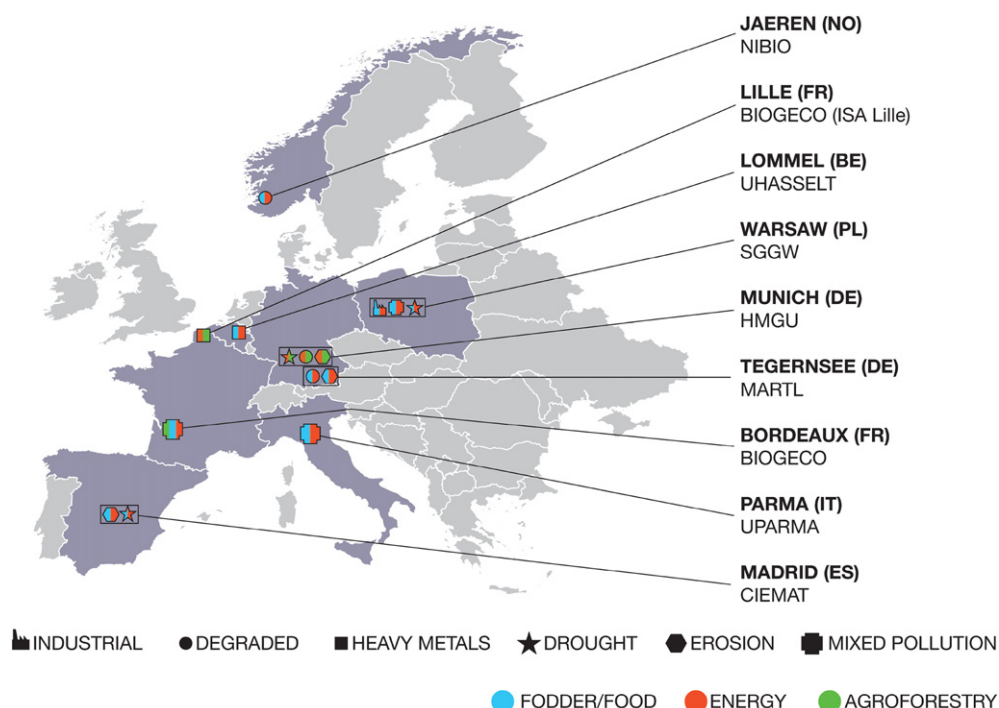 JAEREN (NO)
NIBIO
LILLE (FR)
BIOGECO (ISA Lille)
LOMMEL (BE)
UHASSELT
WARSAW (PL)
SGGW
MUNICH (DE)
HMGU
TEGERNSEE (DE)
MARTL
BORDEAUX (FR)
BIOGECO
PARMA (IT)
UPARMA
MADRID (ES)
CIEMAT
INDUSTRIAL DEGRADED HEAVY METALS DROUGHT EROSION MIXED POLLUTION
FODDER/FOOD ENERGY AGROFORESTRY